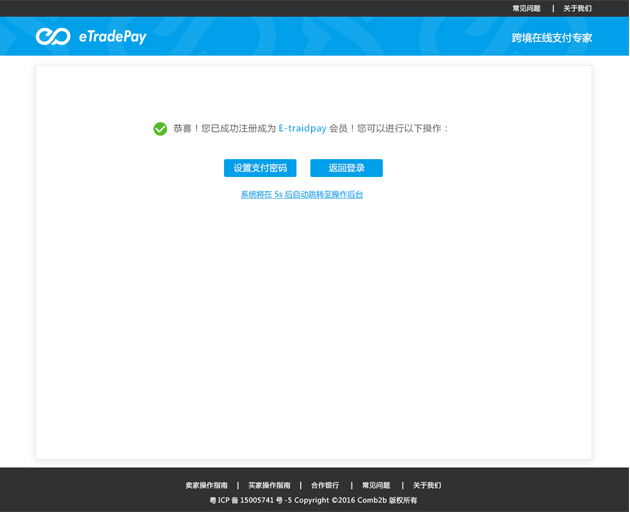 常见问题 | 关于我们
eTradePay
跨境在线支付专家
恭喜！您已成功注册成为 E-traidpay 会员！您可以进行以下操作：
设置支付密码 返回登录
系统将在 5s 后自动跳转至操作后台
卖家操作指南 | 买家操作指南 | 合作银行 | 常见问题 | 关于我们
粤 ICP 备 15005741 号 -5 Copyright ©2016 Comb2b 版权所有